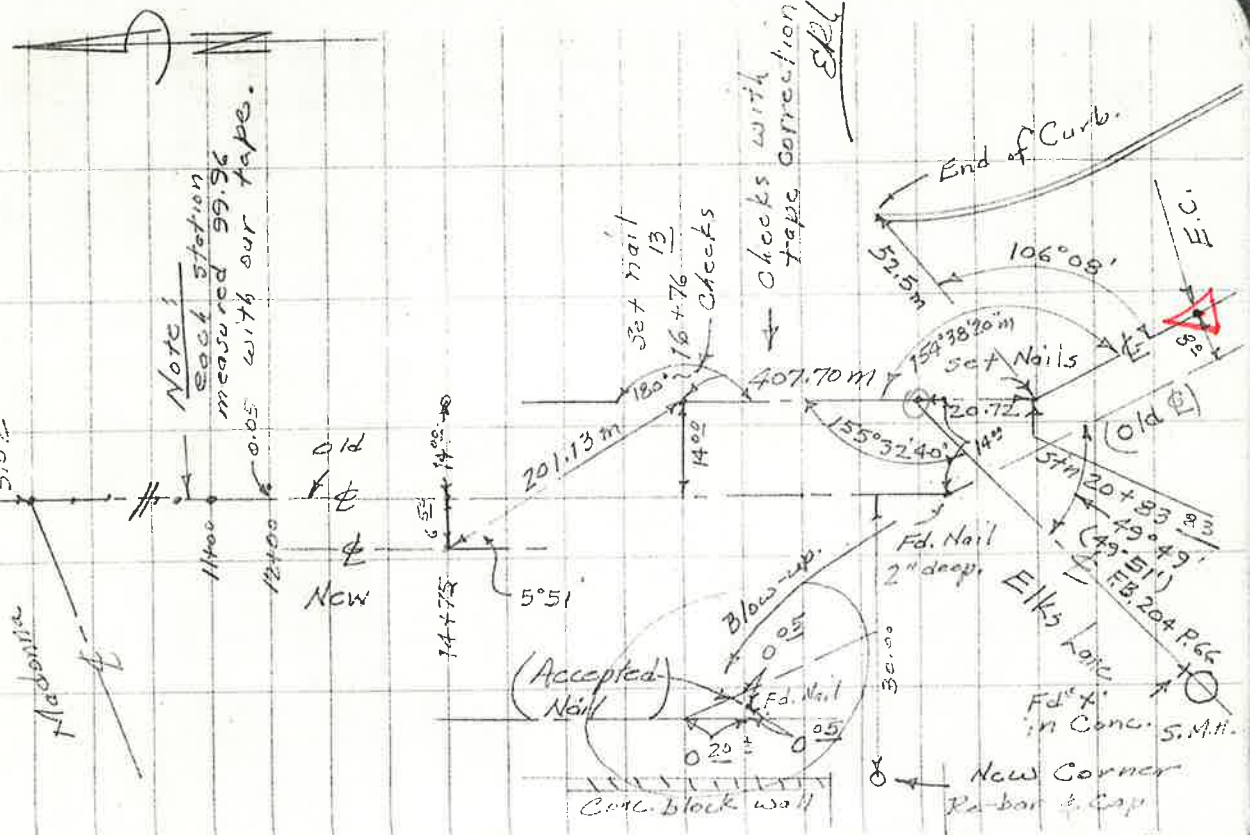 N
Note:
each station
measured 99.96
0.05 with our tape.
Old
℄
℄
New
11+00
12+00
14+75
6 52
14 00
5°51'
Madonna
℄
201.13 m
Set nail
16+76 13
Checks
180°~
14 00
Checks with
tape correction
407.70 m
End of Curb.
52.5m
106°08'
E.C.
154°38'20" m
Set Nails
℄
8 00
20.72
155°32'40"
14 00
(Old ℄)
Stn 20+83 83
49°49'
(49-51')
F.B. 204 P.66
Elks Lane
Fd "x"
in Conc.
S.M.H.
Fd. Nail
2" deep.
Blow-up.
(Accepted
Nail)
0 05
Fd. Nail
0 20
0 05
30.00
Conc. block wall
New Corner
Re-bar & Cap